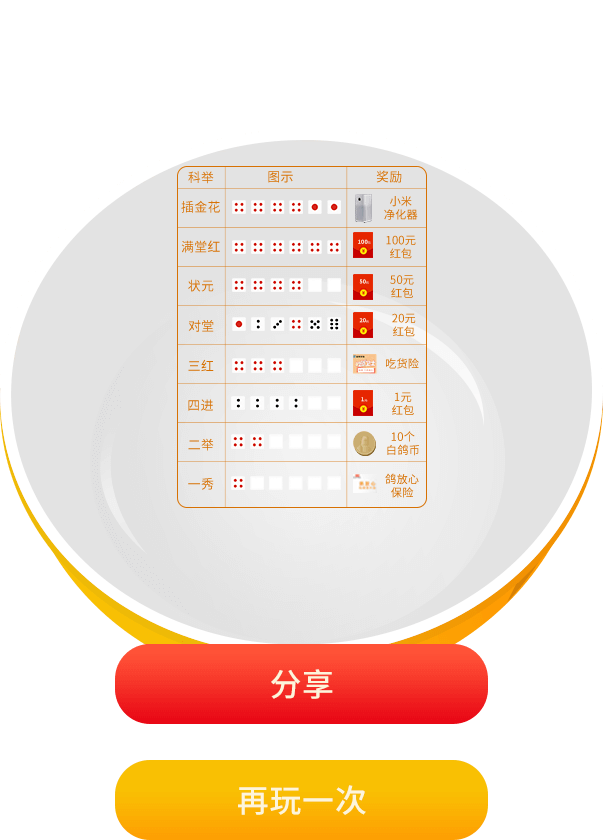 科举 图示 奖励
插金花 小米
净化器
满堂红 100元
红包
状元 50元
红包
对堂 20元
红包
三红 吃货险
四进 1元
红包
二举 10个
白鸽币
一秀 鸽放心
保险
分享
再玩一次